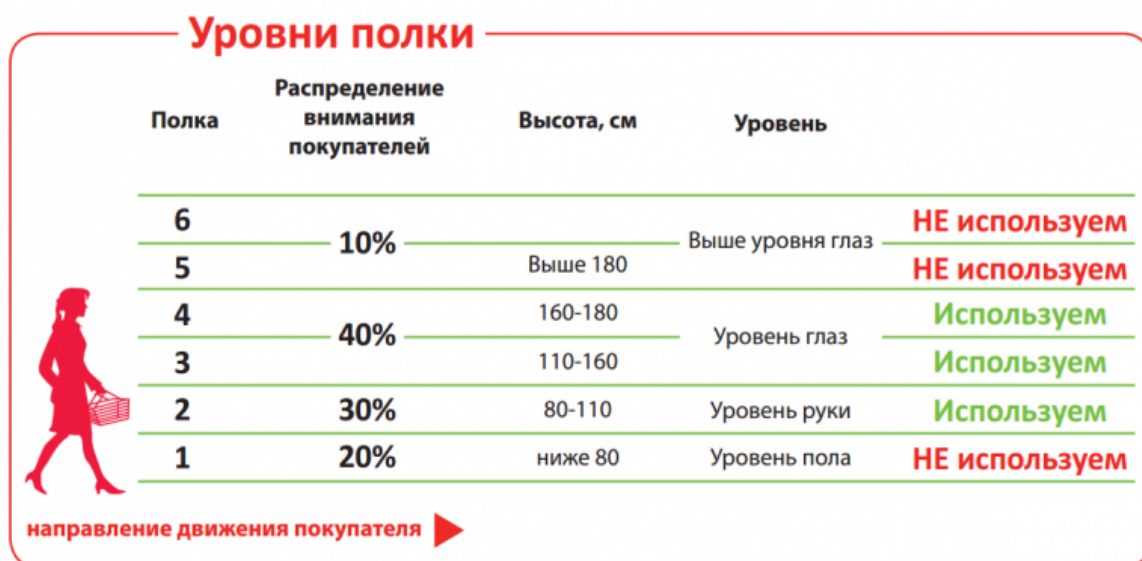 Уровни полки
Полка
Распределение
внимания
покупателей
Высота, см
Уровень
6 НЕ используем
10% Выше уровня глаз
5 Выше 180 НЕ используем
4 160-180 Используем
40% Уровень глаз
3 110-160 Используем
2 30% 80-110 Уровень руки Используем
1 20% ниже 80 Уровень пола НЕ используем
направление движения покупателя